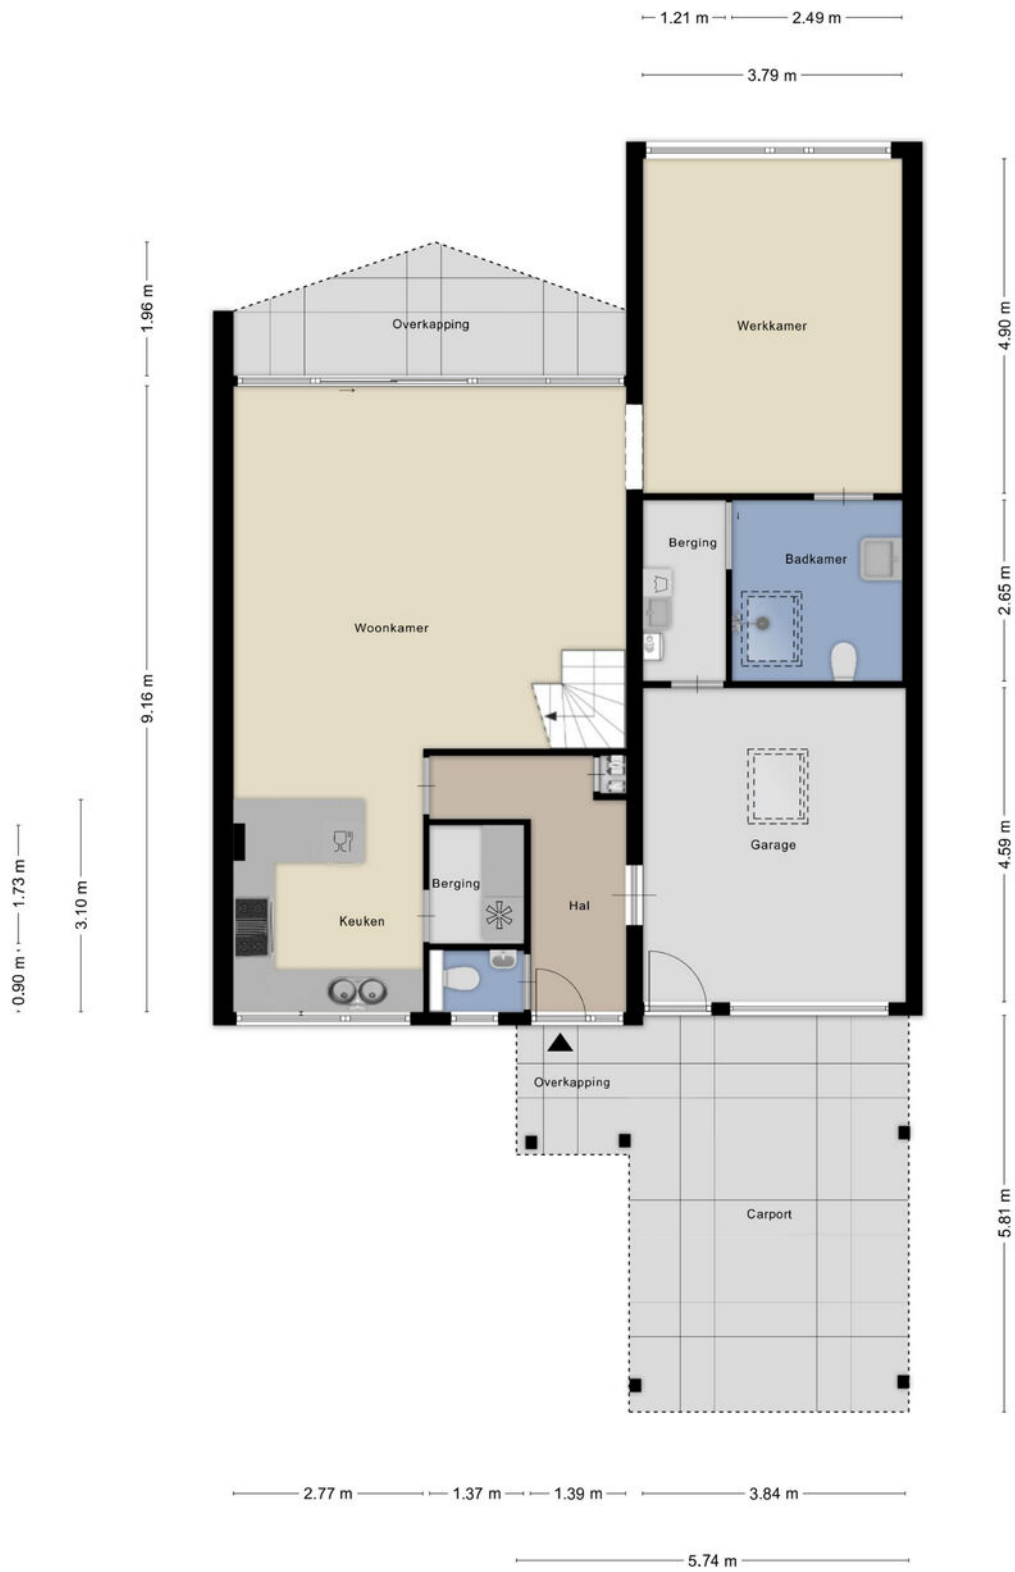 1.21 m
2.49 m
3.79 m
1.96 m
Overkapping
Werkkamer
4.90 m
Berging
Badkamer
2.65 m
Woonkamer
9.16 m
Garage
4.59 m
1.73 m
3.10 m
Berging
Keuken
Hal
0.90 m
Overkapping
Carport
5.81 m
2.77 m
1.37 m
1.39 m
3.84 m
5.74 m